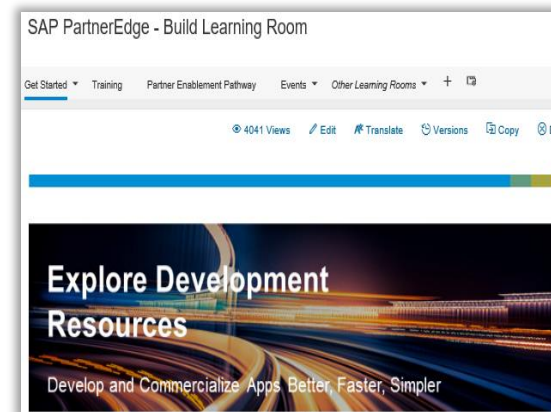 SAP PartnerEdge - Build Learning Room
Get Started Training Partner Enablement Pathway Events Other Learning Rooms
4041 Views Edit Translate Versions Copy
Explore Development
Resources
Develop and Commercialize Apps Better, Faster, Simpler